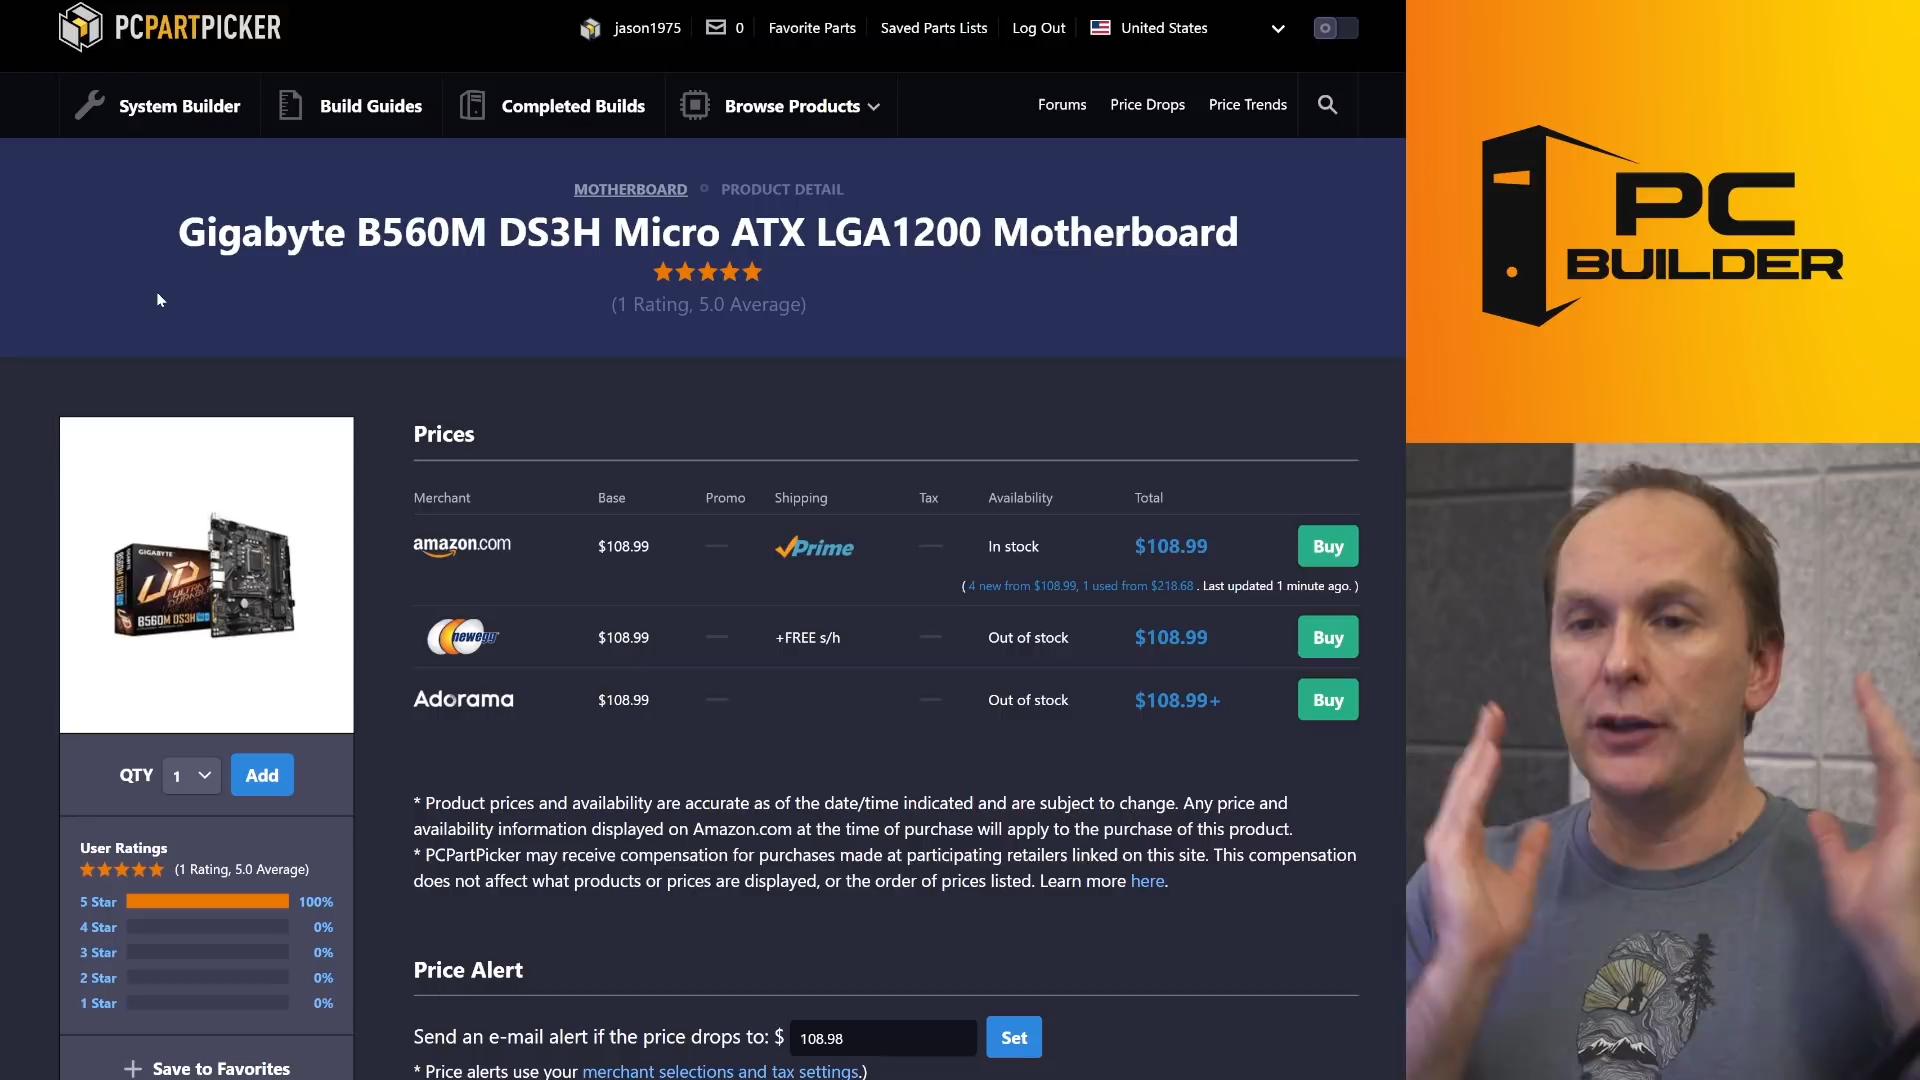 PCPARTPICKER
jason1975
0
Favorite Parts
Saved Parts Lists
Log Out
United States
System Builder
Build Guides
Completed Builds
Browse Products
Forums
Price Drops
Price Trends
MOTHERBOARD
PRODUCT DETAIL
Gigabyte B560M DS3H Micro ATX LGA1200 Motherboard
(1 Rating, 5.0 Average)
PC
BUILDER
GIGABYTE
UD
ULTRA DURABLE
B560M DS3H
QTY 1 Add
User Ratings
(1 Rating, 5.0 Average)
5 Star 100%
4 Star 0%
3 Star 0%
2 Star 0%
1 Star 0%
Save to Favorites
Prices
Merchant Base Promo Shipping Tax Availability Total
amazon.com $108.99 — Prime — In stock $108.99 Buy
( 4 new from $108.99, 1 used from $218.68 . Last updated 1 minute ago. )
newegg $108.99 — +FREE s/h — Out of stock $108.99 Buy
Adorama $108.99 — — Out of stock $108.99+ Buy
* Product prices and availability are accurate as of the date/time indicated and are subject to change. Any price and
availability information displayed on Amazon.com at the time of purchase will apply to the purchase of this product.
* PCPartPicker may receive compensation for purchases made at participating retailers linked on this site. This compensation
does not affect what products or prices are displayed, or the order of prices listed. Learn more here.
Price Alert
Send an e-mail alert if the price drops to: $ 108.98 Set
* Price alerts use your merchant selections and tax settings.)